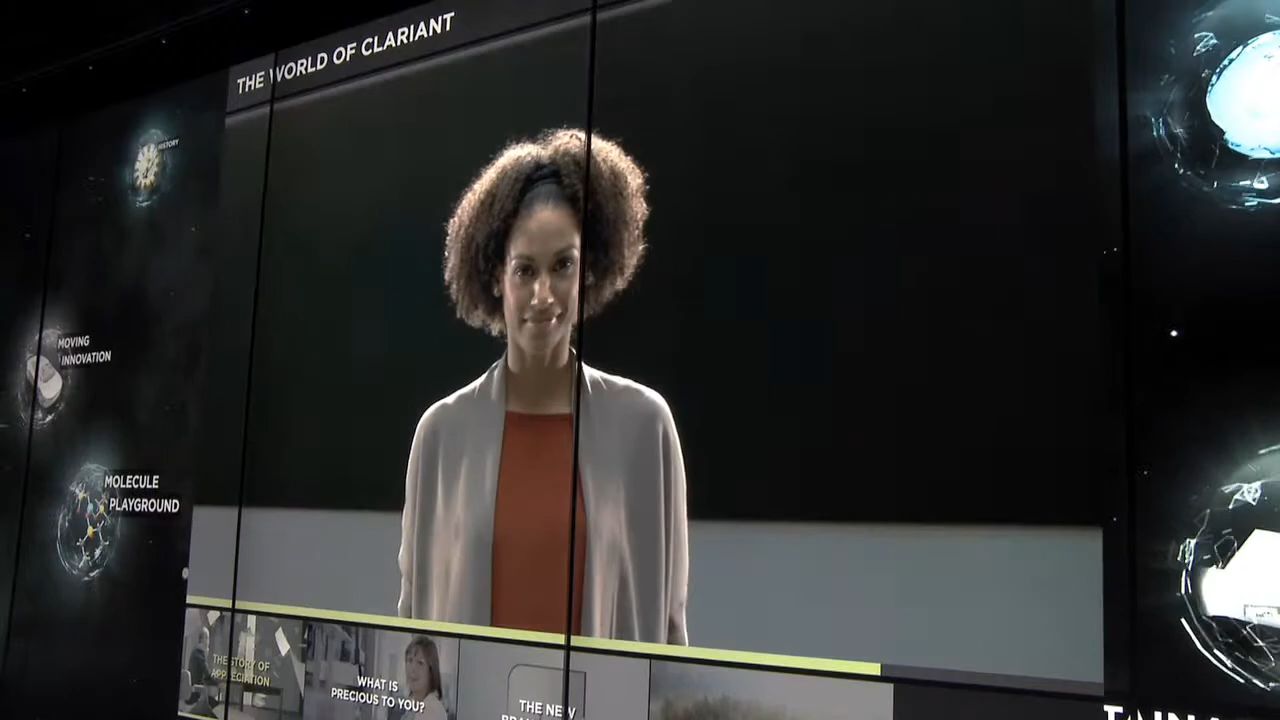 THE WORLD OF CLARIANT
HISTORY
MOVING
INNOVATION
MOLECULE
PLAYGROUND
THE STORY OF
APPRECIATION
WHAT IS
PRECIOUS TO YOU?
THE NEW